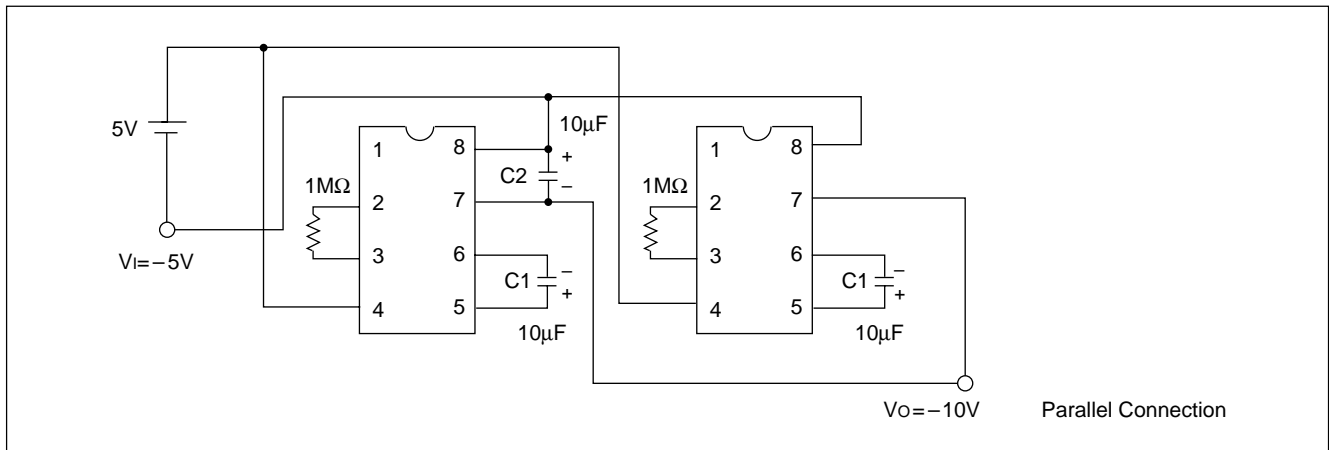 5V
VI=−5V
1MΩ
1
2
3
4
8
7
6
5
10μF
+
C2
−
−
C1
+
10μF
1MΩ
1
2
3
4
8
7
6
5
−
C1
+
10μF
VO=−10V
Parallel Connection